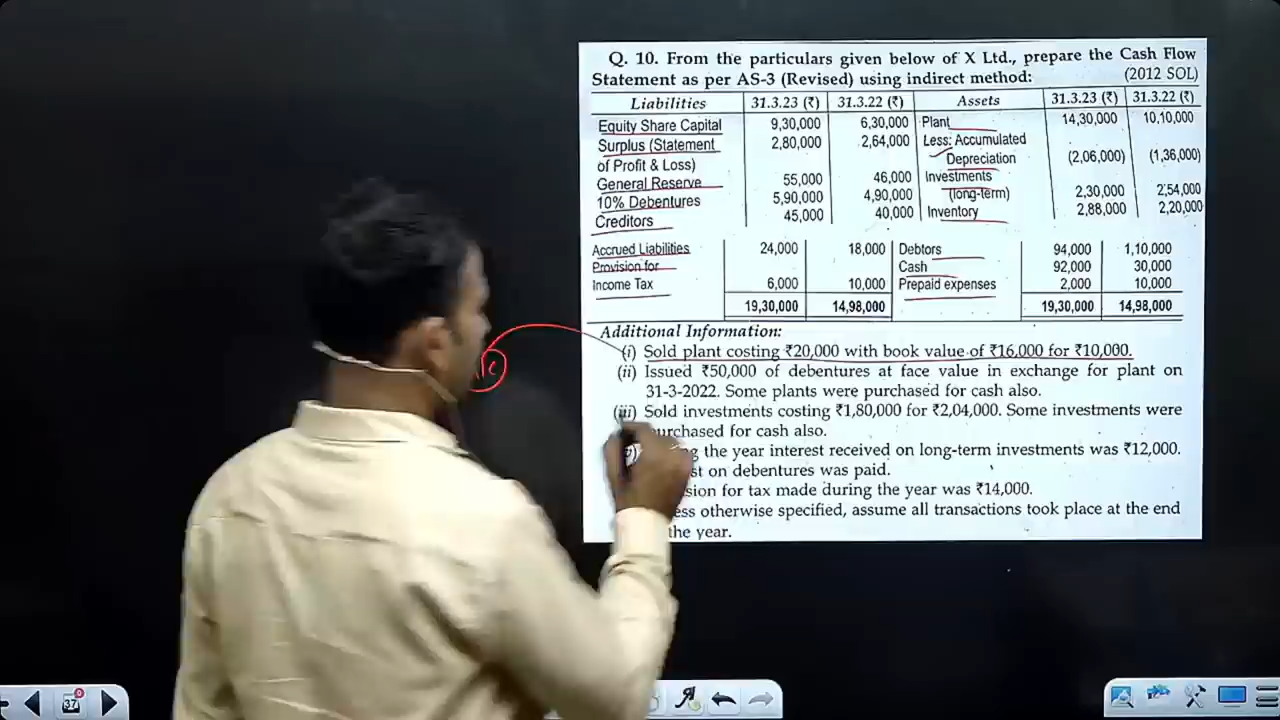 Q. 10. From the particulars given below of X Ltd., prepare the Cash Flow
Statement as per AS-3 (Revised) using indirect method: (2012 SOL)
Liabilities 31.3.23 (₹) 31.3.22 (₹) Assets 31.3.23 (₹) 31.3.22 (₹)
Equity Share Capital 9,30,000 6,30,000 Plant 14,30,000 10,10,000
Surplus (Statement 2,80,000 2,64,000 Less: Accumulated
of Profit & Loss) Depreciation (2,06,000) (1,36,000)
General Reserve 55,000 46,000 Investments
10% Debentures 5,90,000 4,90,000 (long-term) 2,30,000 2,54,000
Creditors 45,000 40,000 Inventory 2,88,000 2,20,000
Accrued Liabilities 24,000 18,000 Debtors 94,000 1,10,000
Provision for Cash 92,000 30,000
Income Tax 6,000 10,000 Prepaid expenses 2,000 10,000
19,30,000 14,98,000 19,30,000 14,98,000
Additional Information:
(i) Sold plant costing ₹20,000 with book value of ₹16,000 for ₹10,000.
(ii) Issued ₹50,000 of debentures at face value in exchange for plant on
31-3-2022. Some plants were purchased for cash also.
(iii) Sold investments costing ₹1,80,000 for ₹2,04,000. Some investments were
purchased for cash also.
the year interest received on long-term investments was ₹12,000.
on debentures was paid.
for tax made during the year was ₹14,000.
otherwise specified, assume all transactions took place at the end
the year.
37